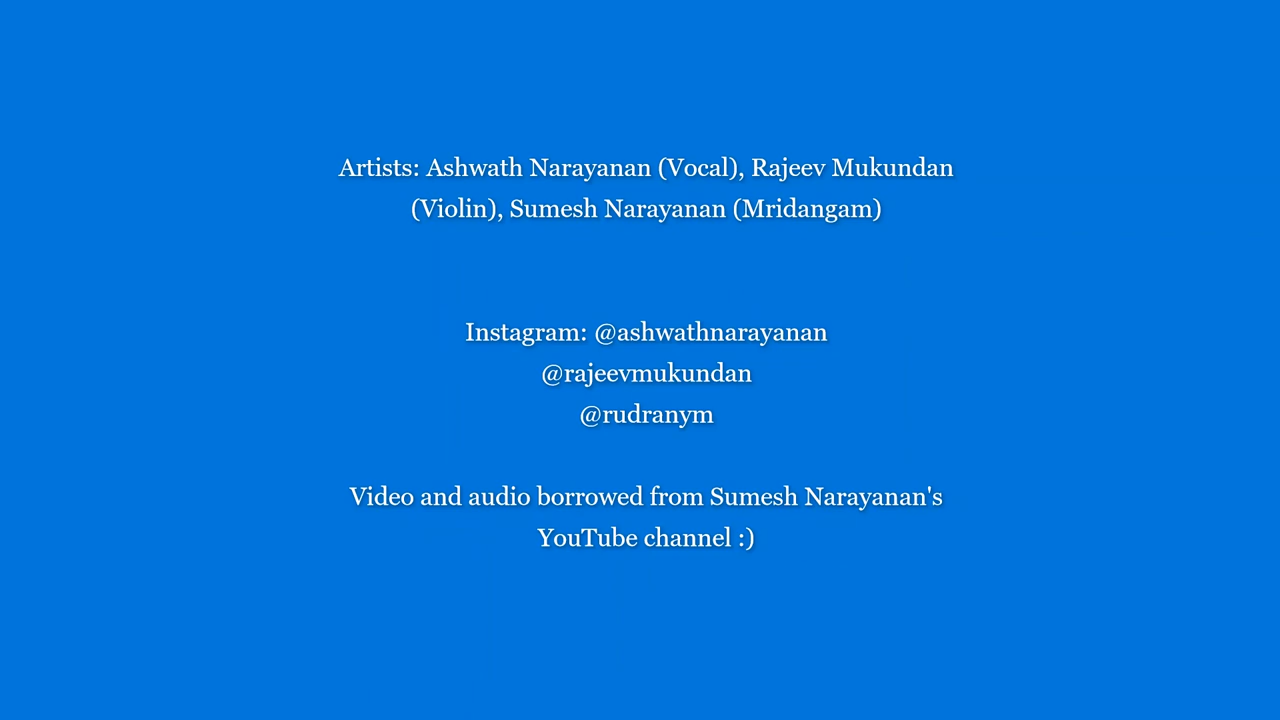 Artists: Ashwath Narayanan (Vocal), Rajeev Mukundan
(Violin), Sumesh Narayanan (Mridangam)
Instagram: @ashwathnarayanan
@rajeevmukundan
@rudranym
Video and audio borrowed from Sumesh Narayanan's
YouTube channel :)